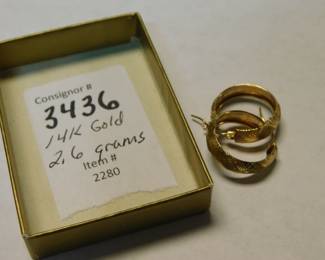 Consignor #
3436
14K Gold
2.6 grams
Item #
2280